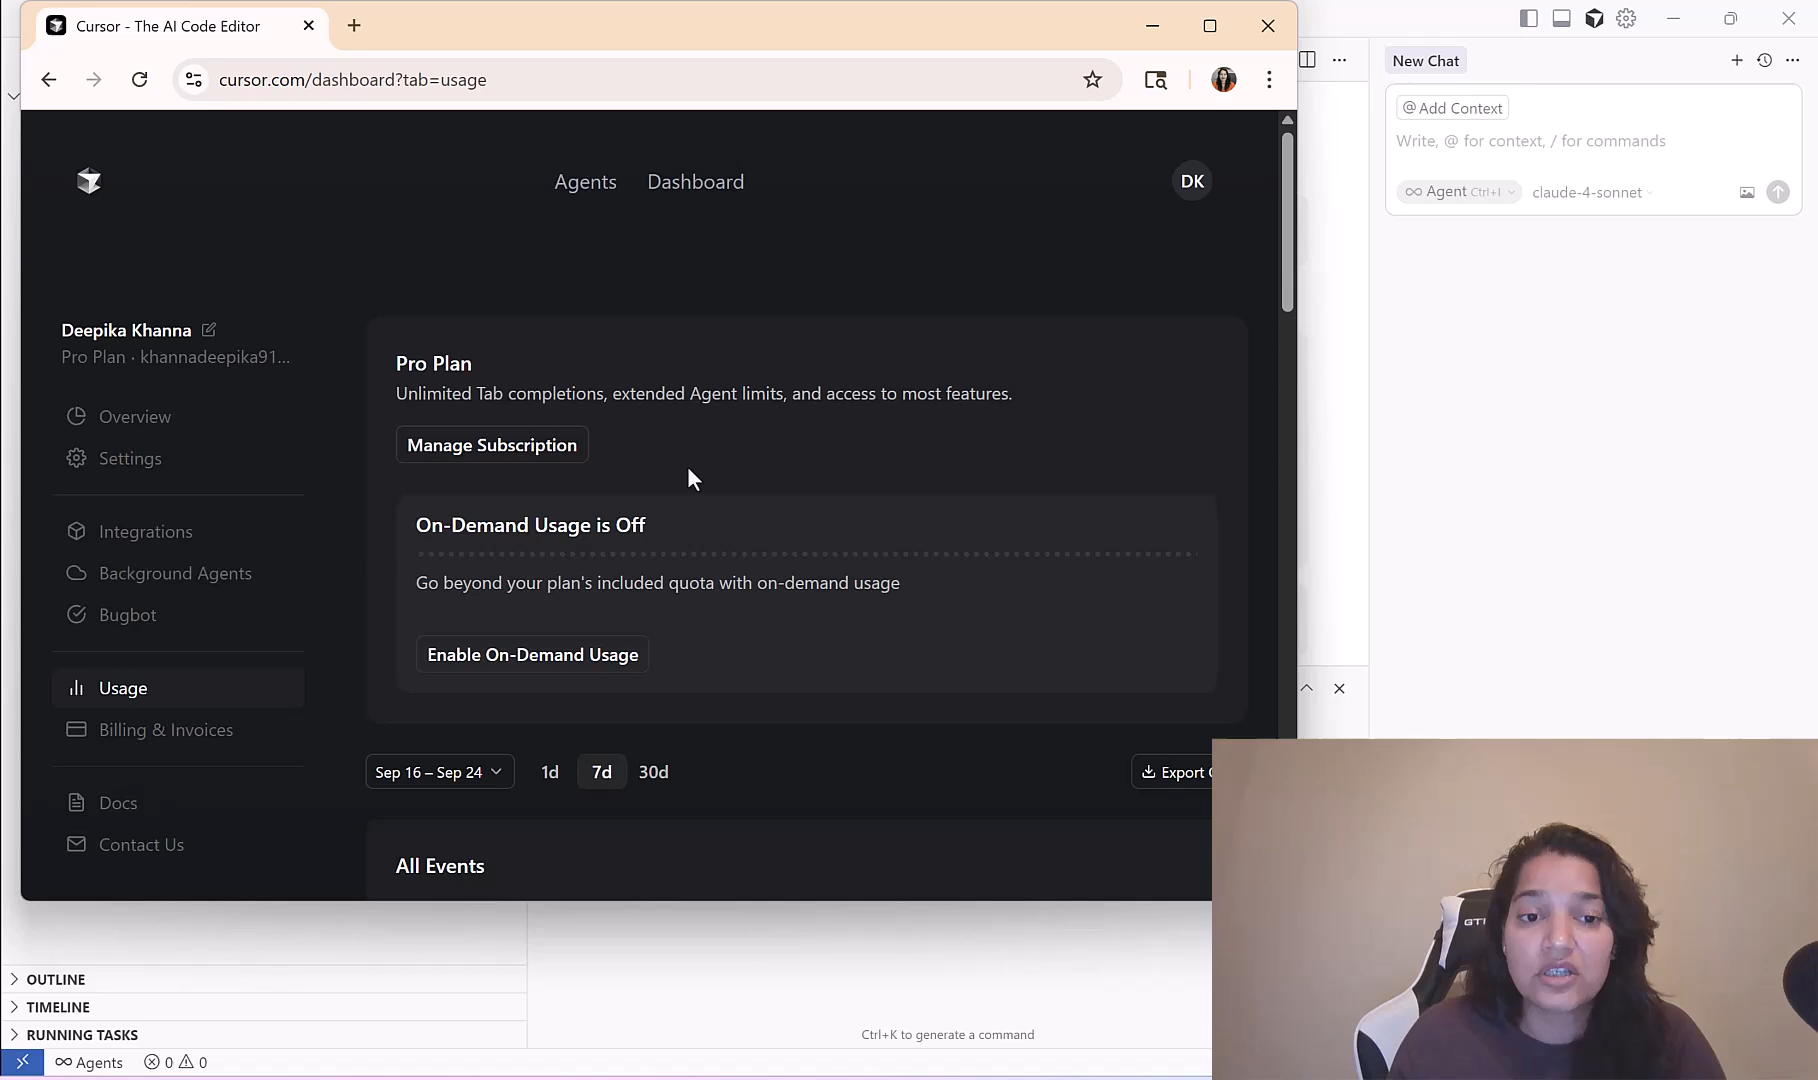 Cursor - The AI Code Editor
cursor.com/dashboard?tab=usage
Agents
Dashboard
DK
Deepika Khanna
Pro Plan · khannadeepika91...
Overview
Settings
Integrations
Background Agents
Bugbot
Usage
Billing & Invoices
Docs
Contact Us
Pro Plan
Unlimited Tab completions, extended Agent limits, and access to most features.
Manage Subscription
On-Demand Usage is Off
Go beyond your plan's included quota with on-demand usage
Enable On-Demand Usage
Sep 16 – Sep 24
1d
7d
30d
Export
All Events
New Chat
@ Add Context
Write, @ for context, / for commands
Agent Ctrl+I
claude-4-sonnet
OUTLINE
TIMELINE
RUNNING TASKS
Ctrl+K to generate a command
Agents
0
0